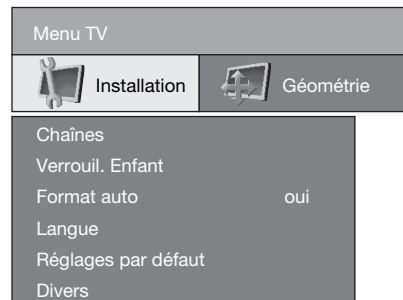 Menu TV
Installation Géométrie
Chaînes
Verrouil. Enfant
Format auto oui
Langue
Réglages par défaut
Divers